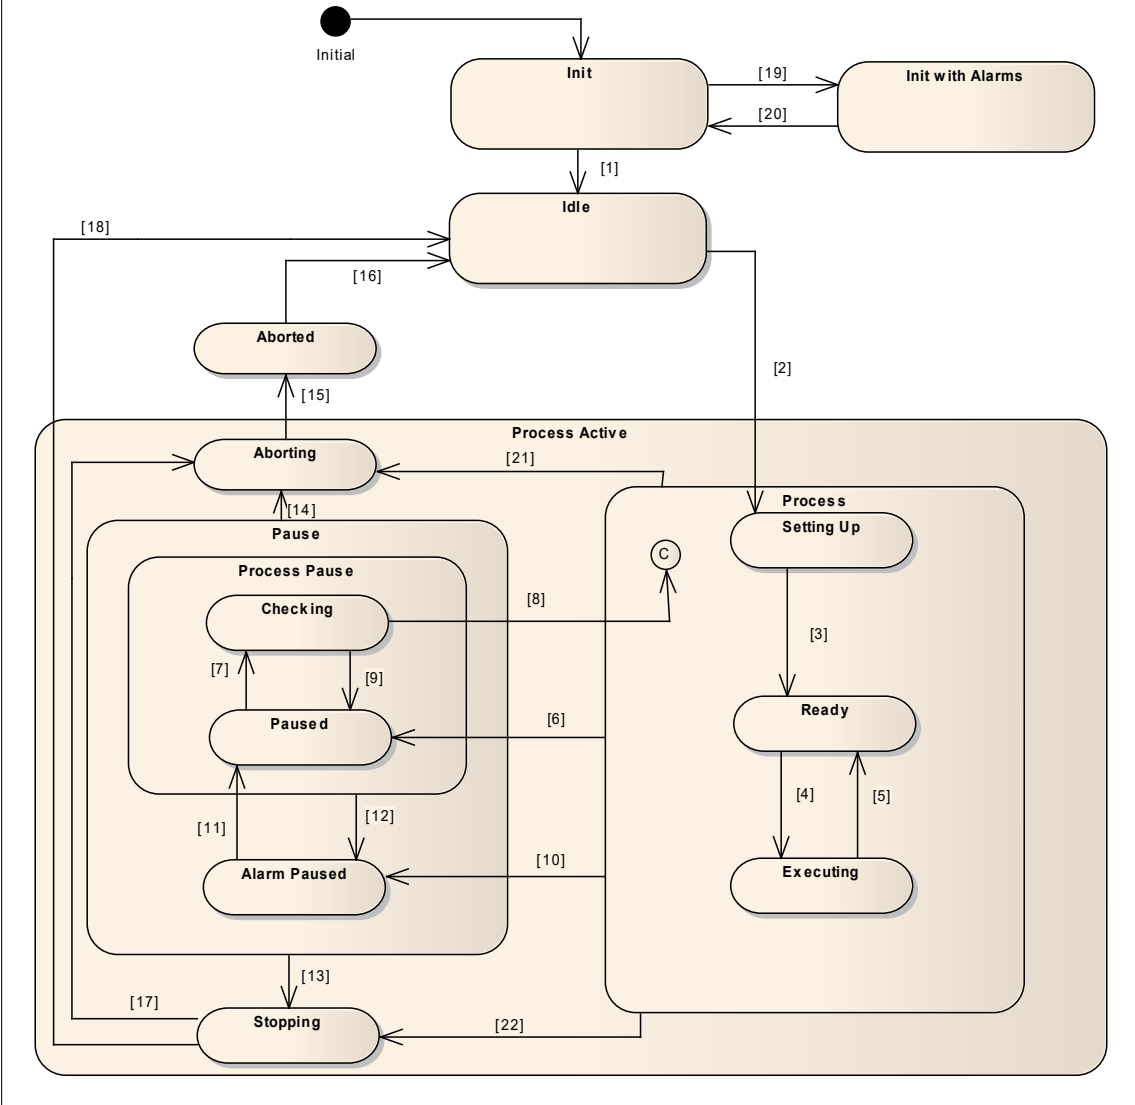 Initial
Init
[19]
Init with Alarms
[20]
[1]
Idle
[18]
[16]
Aborted
[2]
[15]
Process Active
Aborting
[21]
[14]
Process
Pause
Setting Up
C
Process Pause
Checking
[8]
[3]
[7]
[9]
Ready
Paused
[6]
[4]
[5]
[12]
[11]
[10]
Alarm Paused
Executing
[13]
[17]
Stopping
[22]